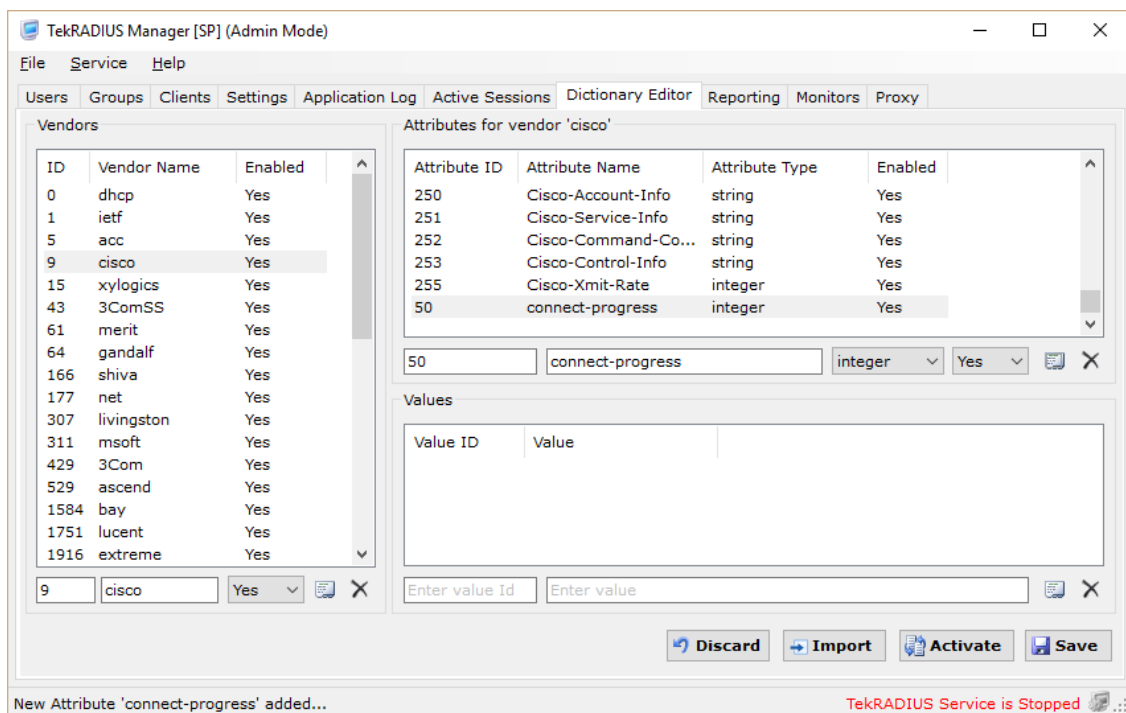 TekRADIUS Manager [SP] (Admin Mode)
File Service Help
Users Groups Clients Settings Application Log Active Sessions Dictionary Editor Reporting Monitors Proxy
Vendors
ID Vendor Name Enabled
0 dhcp Yes
1 ietf Yes
5 acc Yes
9 cisco Yes
15 xylogics Yes
43 3ComSS Yes
61 merit Yes
64 gandalf Yes
166 shiva Yes
177 net Yes
307 livingston Yes
311 msoft Yes
429 3Com Yes
529 ascend Yes
1584 bay Yes
1751 lucent Yes
1916 extreme Yes
9 cisco Yes
Attributes for vendor 'cisco'
Attribute ID Attribute Name Attribute Type Enabled
250 Cisco-Account-Info string Yes
251 Cisco-Service-Info string Yes
252 Cisco-Command-Co... string Yes
253 Cisco-Control-Info string Yes
255 Cisco-Xmit-Rate integer Yes
50 connect-progress integer Yes
50 connect-progress integer Yes
Values
Value ID Value
Enter value Id Enter value
Discard Import Activate Save
New Attribute 'connect-progress' added... TekRADIUS Service is Stopped